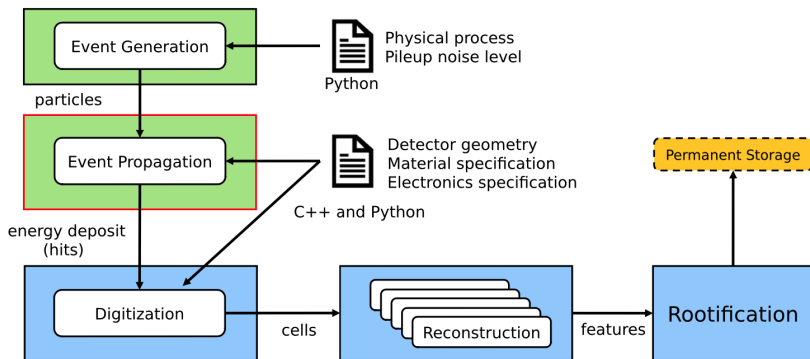 Event Generation
Physical process
Pileup noise level
Python
particles
Event Propagation
Detector geometry
Material specification
Electronics specification
C++ and Python
Permanent Storage
energy deposit
(hits)
Digitization
cells
Reconstruction
features
Rootification